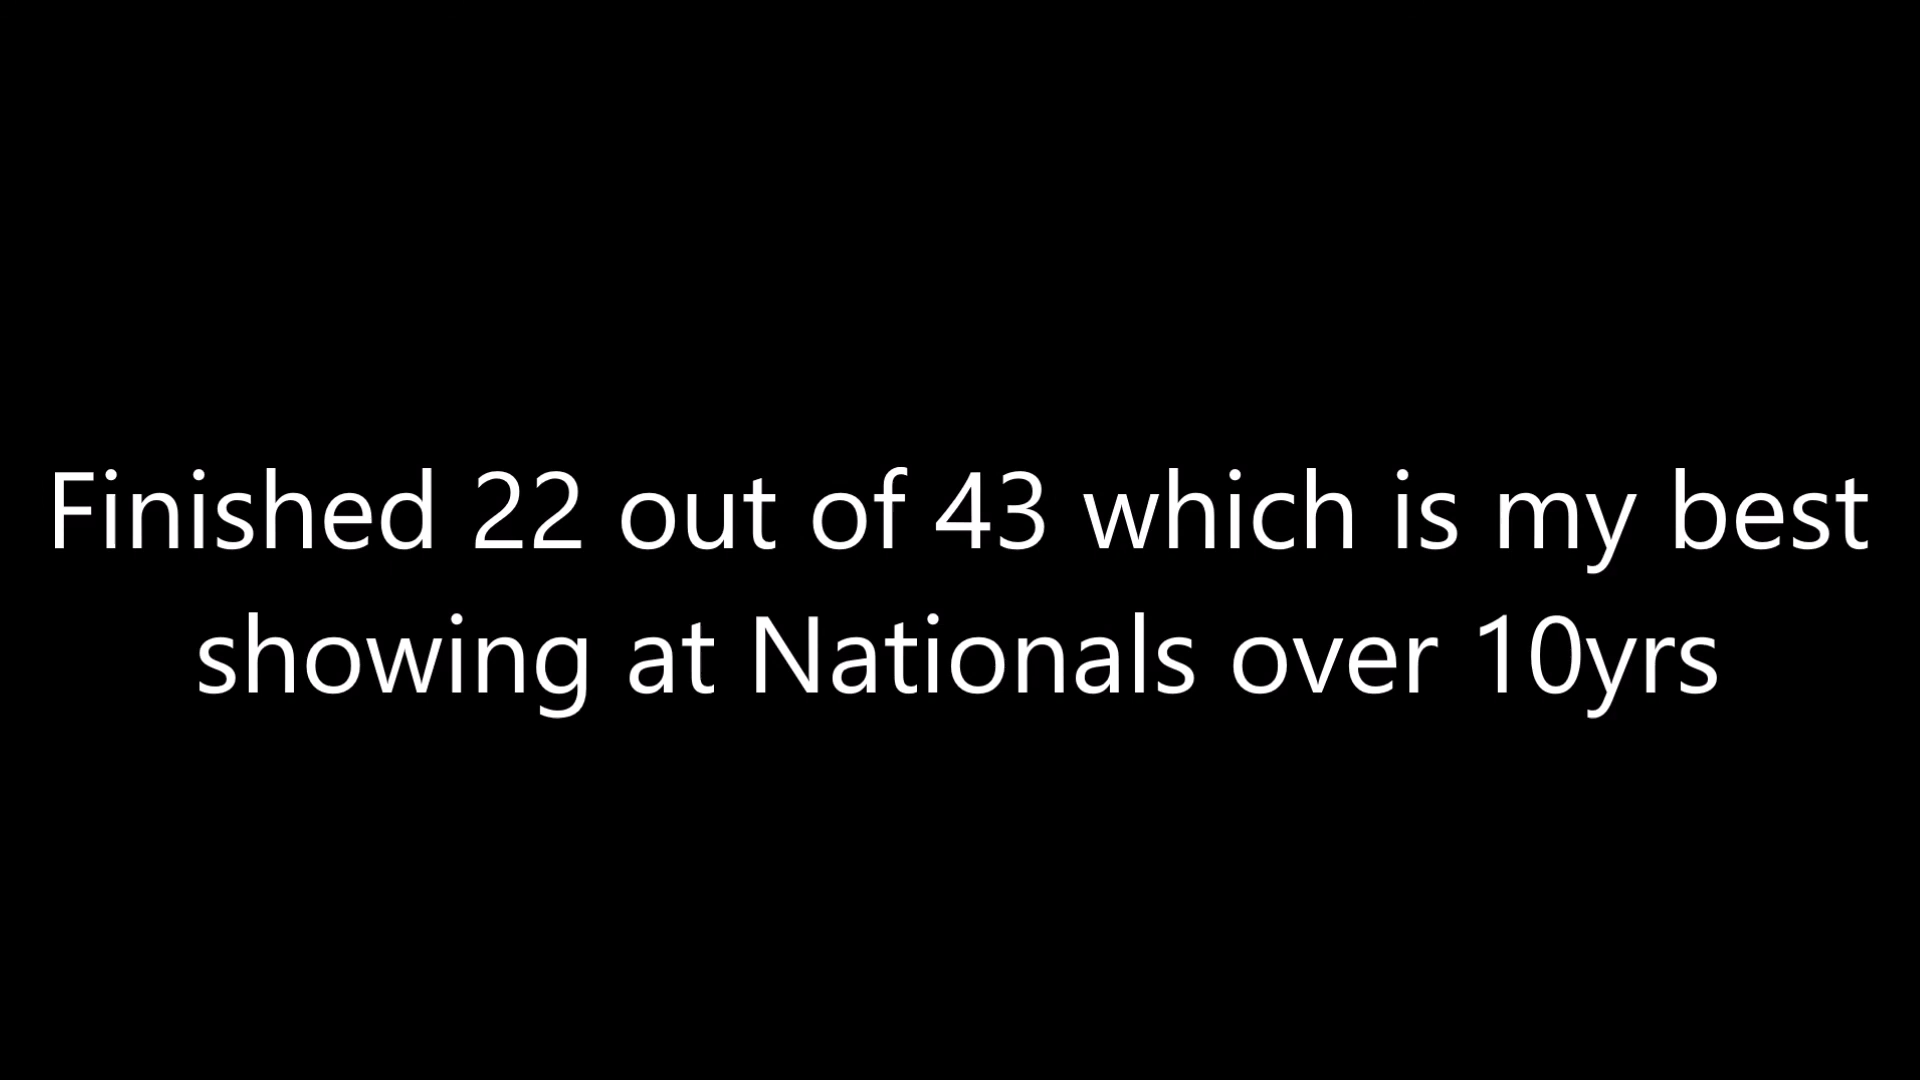 Finished 22 out of 43 which is my best
showing at Nationals over 10yrs